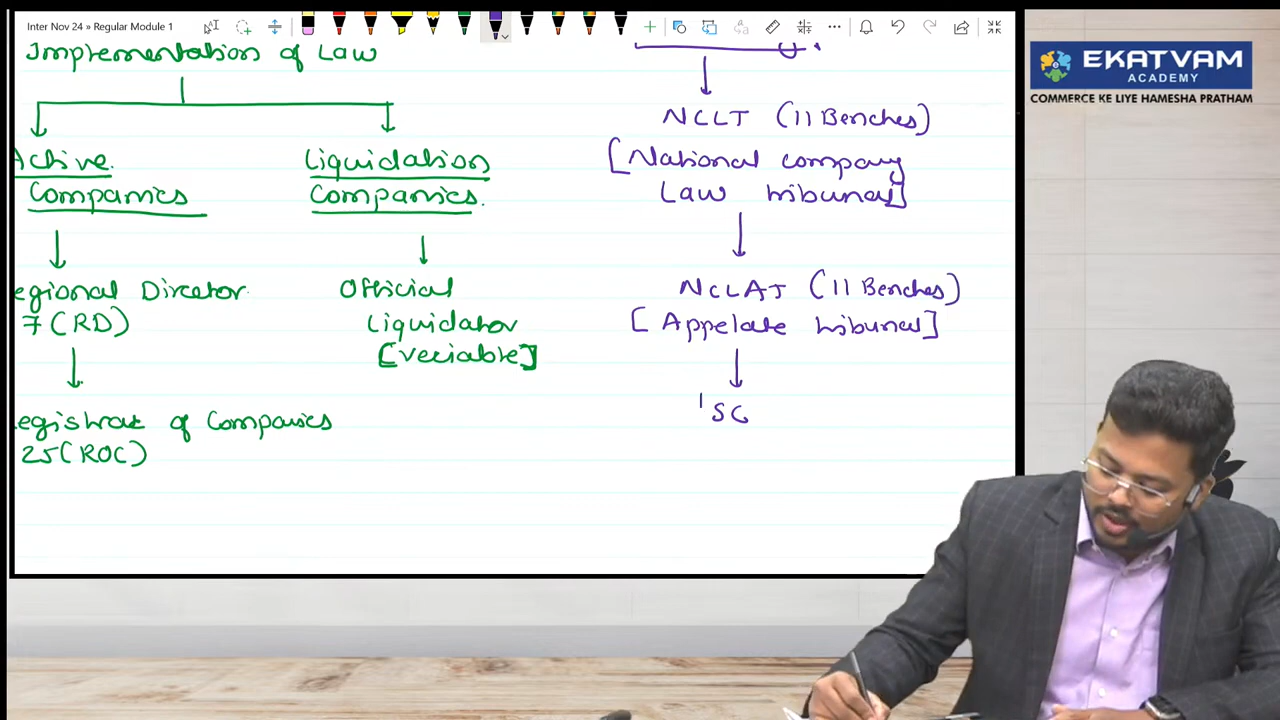 Inter Nov 24 » Regular Module 1
Implementation of Law
Active
Companies
egional Director
7 (RD)
egistrar of Companies
25 (ROC)
Liquidation
Companies.
Official
Liquidator
[variable]
NCLT (11 Benches)
[National company
Law tribunal]
NCLAT (11 Benches)
[Appelate tribunal]
SC
EKATVAM
ACADEMY
COMMERCE KE LIYE HAMESHA PRATHAM